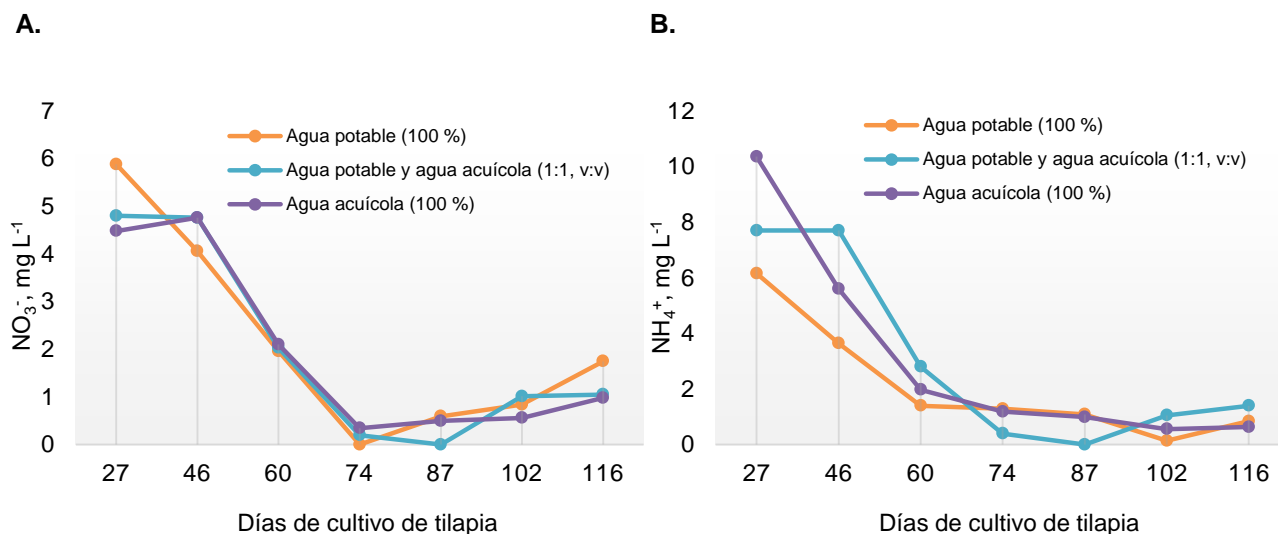 A.
7
6
5
4
3
2
1
0
NO₃⁻, mg L⁻¹
Agua potable (100 %)
Agua potable y agua acuícola (1:1, v:v)
Agua acuícola (100 %)
27 46 60 74 87 102 116
Días de cultivo de tilapia
B.
12
10
8
6
4
2
0
NH₄⁺, mg L⁻¹
Agua potable (100 %)
Agua potable y agua acuícola (1:1, v:v)
Agua acuícola (100 %)
27 46 60 74 87 102 116
Días de cultivo de tilapia